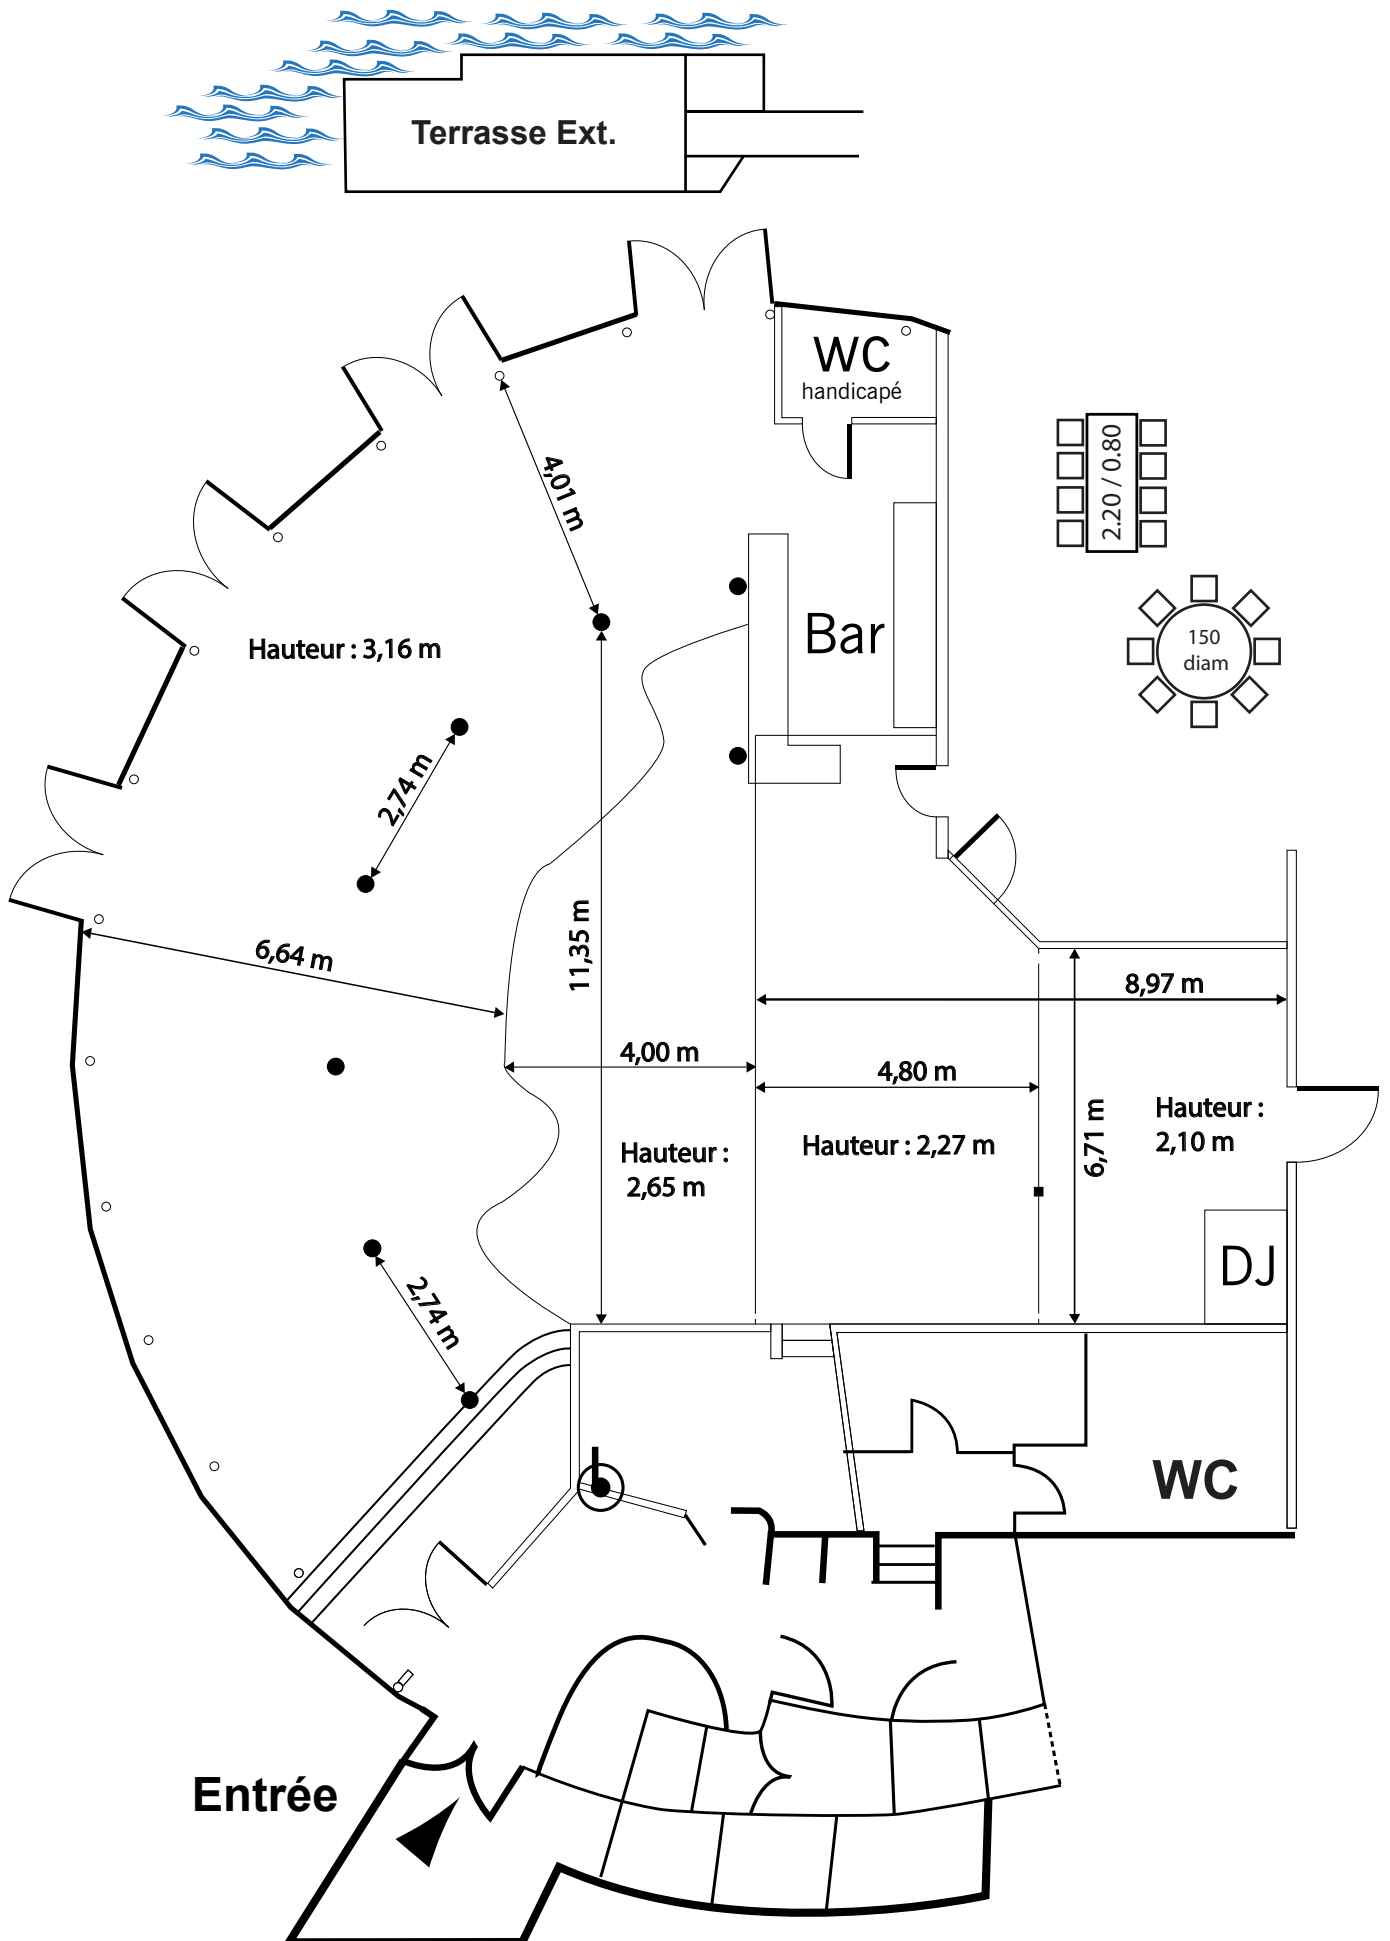 Terrasse Ext.
WC
handicapé
2.20 / 0.80
4,01 m
150
diam
Bar
Hauteur : 3,16 m
2,74 m
11,35 m
6,64 m
8,97 m
4,00 m
4,80 m
Hauteur :
2,10 m
6,71 m
Hauteur :
2,65 m
Hauteur : 2,27 m
DJ
2,74 m
WC
Entrée